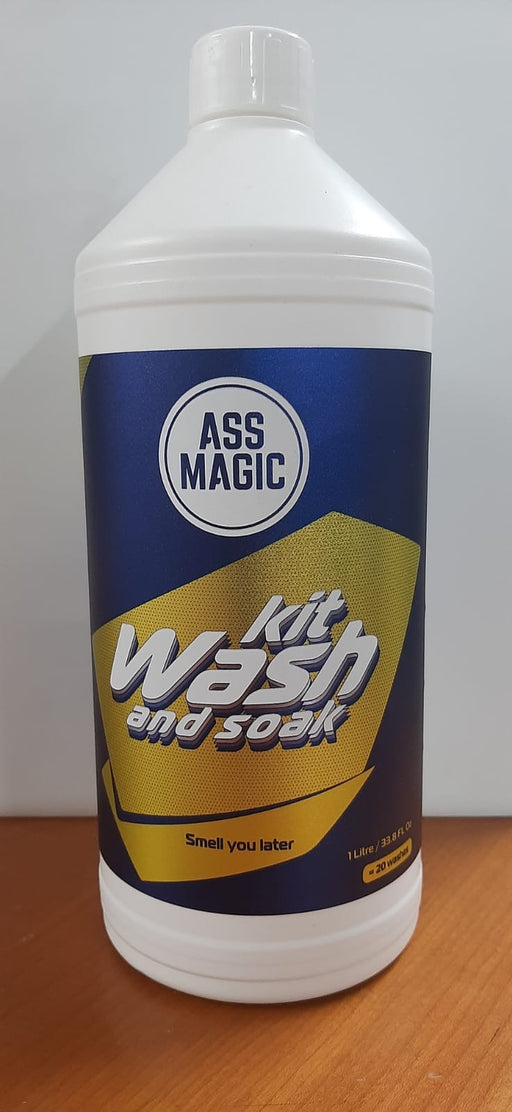 ASS
MAGIC
kit
Wash
and soak
Smell you later
1 Litre / 33.8 FL Oz
= 20 washes